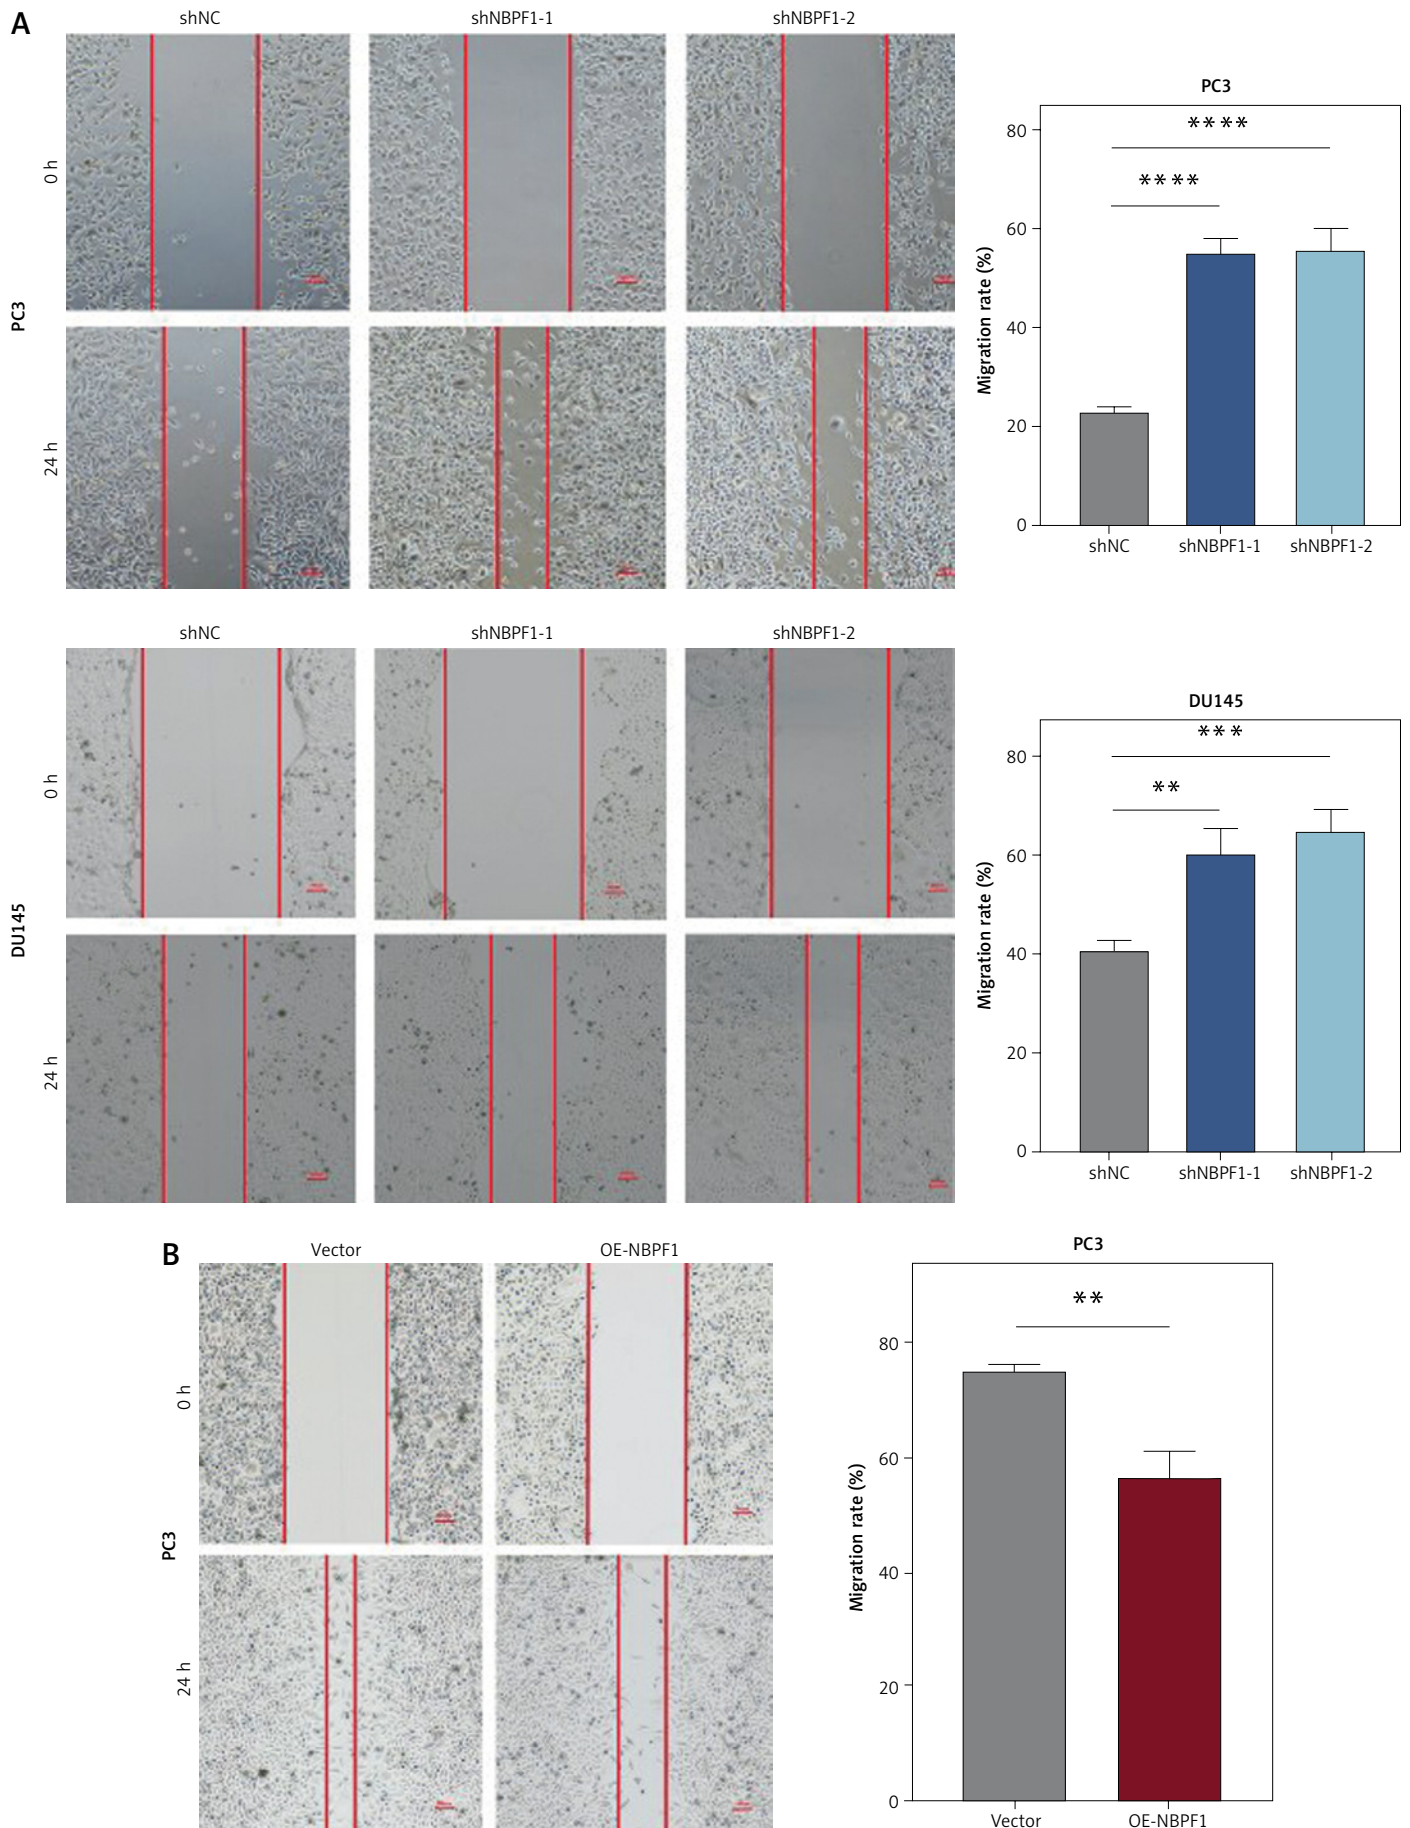 A
shNC
shNBPF1-1
shNBPF1-2
0 h
24 h
PC3
PC3
Migration rate (%)
80
60
40
20
0
****
****
shNC
shNBPF1-1
shNBPF1-2
shNC
shNBPF1-1
shNBPF1-2
0 h
24 h
DU145
DU145
Migration rate (%)
80
60
40
20
0
***
**
shNC
shNBPF1-1
shNBPF1-2
B
Vector
OE-NBPF1
0 h
24 h
PC3
PC3
Migration rate (%)
80
60
40
20
0
**
Vector
OE-NBPF1